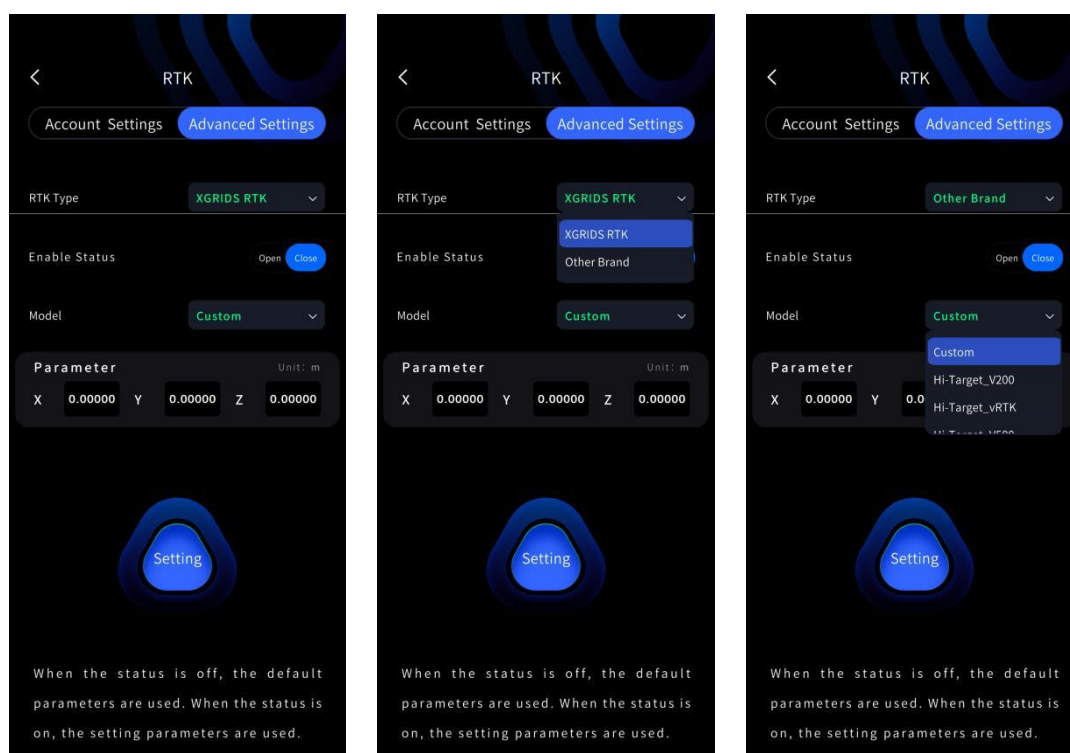 RTK
Account Settings Advanced Settings
RTK Type XGRIDS RTK
Enable Status Open Close
Model Custom
Parameter Unit: m
X 0.00000 Y 0.00000 Z 0.00000
Setting
When the status is off, the default
parameters are used. When the status is
on, the setting parameters are used.
RTK
Account Settings Advanced Settings
RTK Type XGRIDS RTK
XGRIDS RTK
Enable Status
Other Brand
Model Custom
Parameter Unit: m
X 0.00000 Y 0.00000 Z 0.00000
Setting
When the status is off, the default
parameters are used. When the status is
on, the setting parameters are used.
RTK
Account Settings Advanced Settings
RTK Type Other Brand
Enable Status Open Close
Model Custom
Custom
Parameter
Hi-Target_V200
X 0.00000 Y 0.0
Hi-Target_vRTK
Setting
When the status is off, the default
parameters are used. When the status is
on, the setting parameters are used.